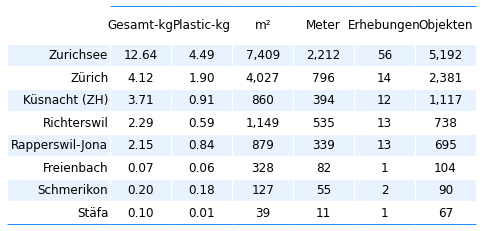 Gesamt-kg Plastic-kg m² Meter Erhebungen Objekten
Zurichsee 12.64 4.49 7,409 2,212 56 5,192
Zürich 4.12 1.90 4,027 796 14 2,381
Küsnacht (ZH) 3.71 0.91 860 394 12 1,117
Richterswil 2.29 0.59 1,149 535 13 738
Rapperswil-Jona 2.15 0.84 879 339 13 695
Freienbach 0.07 0.06 328 82 1 104
Schmerikon 0.20 0.18 127 55 2 90
Stäfa 0.10 0.01 39 11 1 67